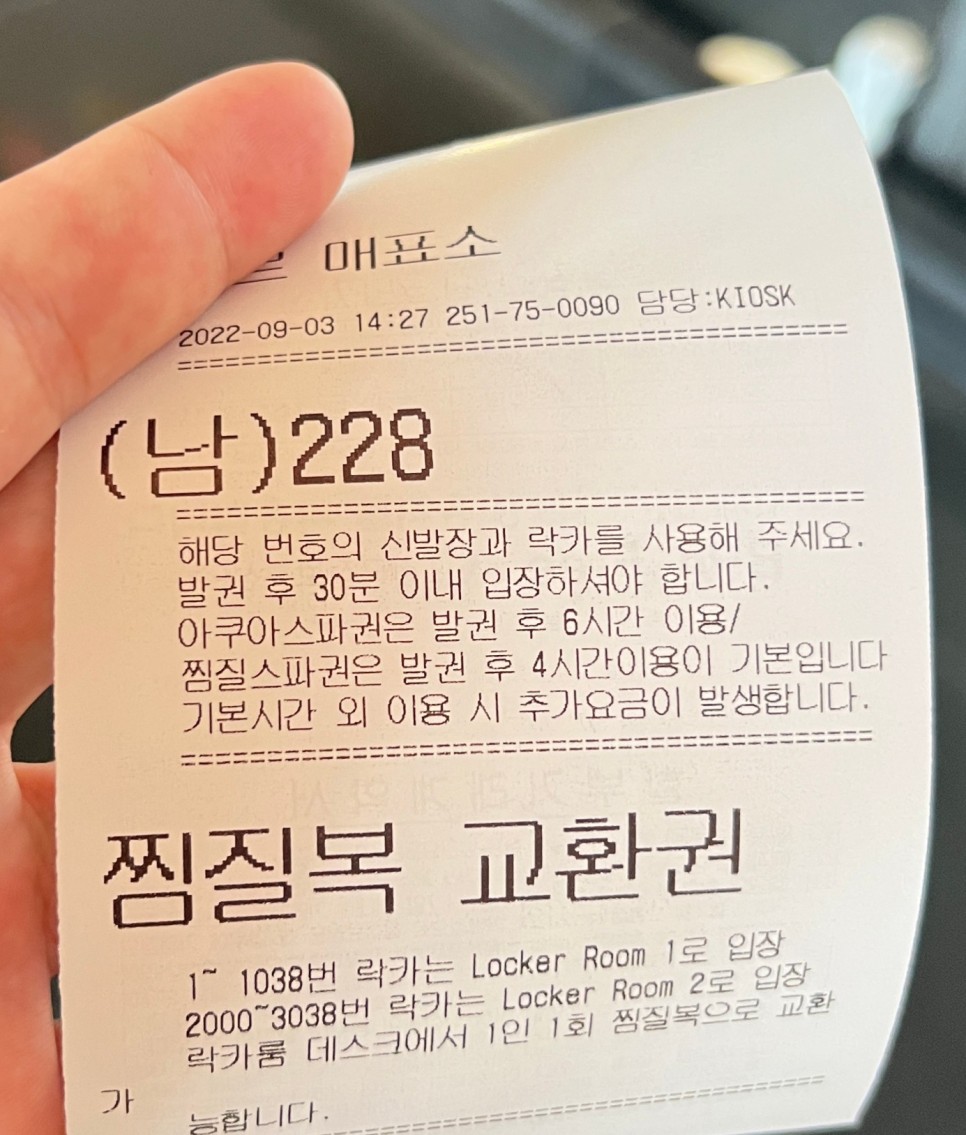 매표소
2022-09-03 14:27 251-75-0090 담당:KIOSK
========================================
(남)228
========================================
해당 번호의 신발장과 락카를 사용해 주세요.
발권 후 30분 이내 입장하셔야 합니다.
아쿠아스파권은 발권 후 6시간 이용/
찜질스파권은 발권 후 4시간이용이 기본입니다
기본시간 외 이용 시 추가요금이 발생합니다.
========================================
찜질복 교환권
1~ 1038번 락카는 Locker Room 1로 입장
2000~3038번 락카는 Locker Room 2로 입장
락카룸 데스크에서 1인 1회 찜질복으로 교환
가
능합니다.
========================================